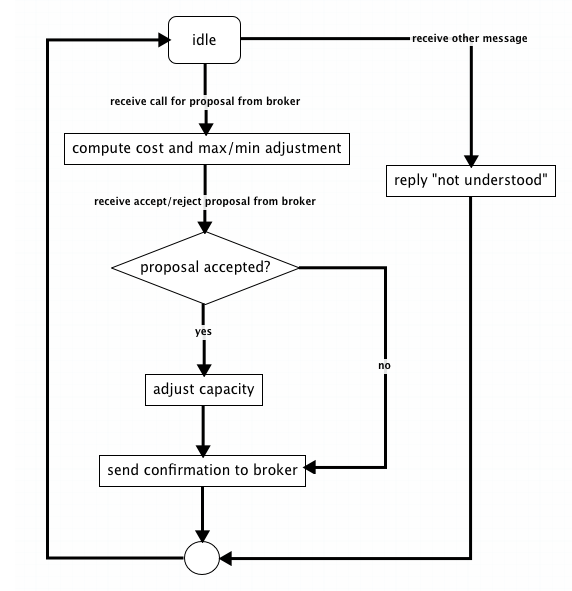 idle
receive other message
receive call for proposal from broker
compute cost and max/min adjustment
reply "not understood"
receive accept/reject proposal from broker
proposal accepted?
yes
no
adjust capacity
send confirmation to broker